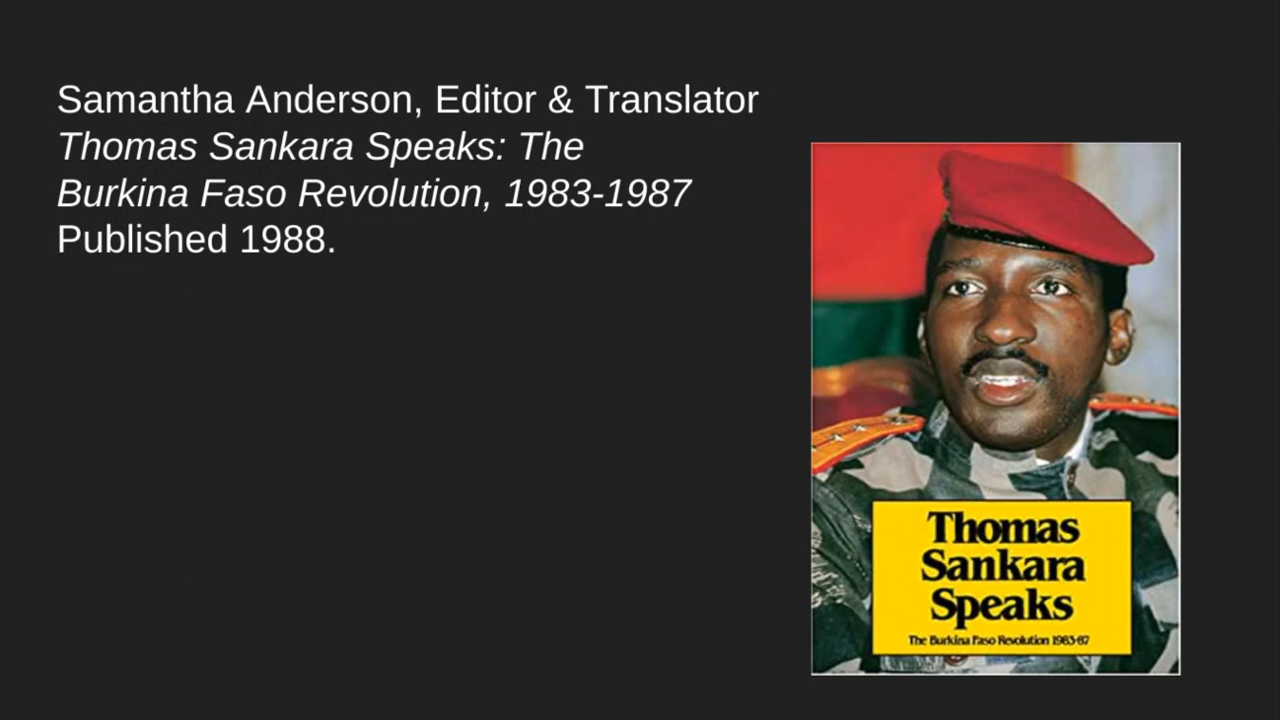 Samantha Anderson, Editor & Translator
Thomas Sankara Speaks: The
Burkina Faso Revolution, 1983-1987
Published 1988.
Thomas
Sankara
Speaks
The Burkina Faso Revolution 1983-87